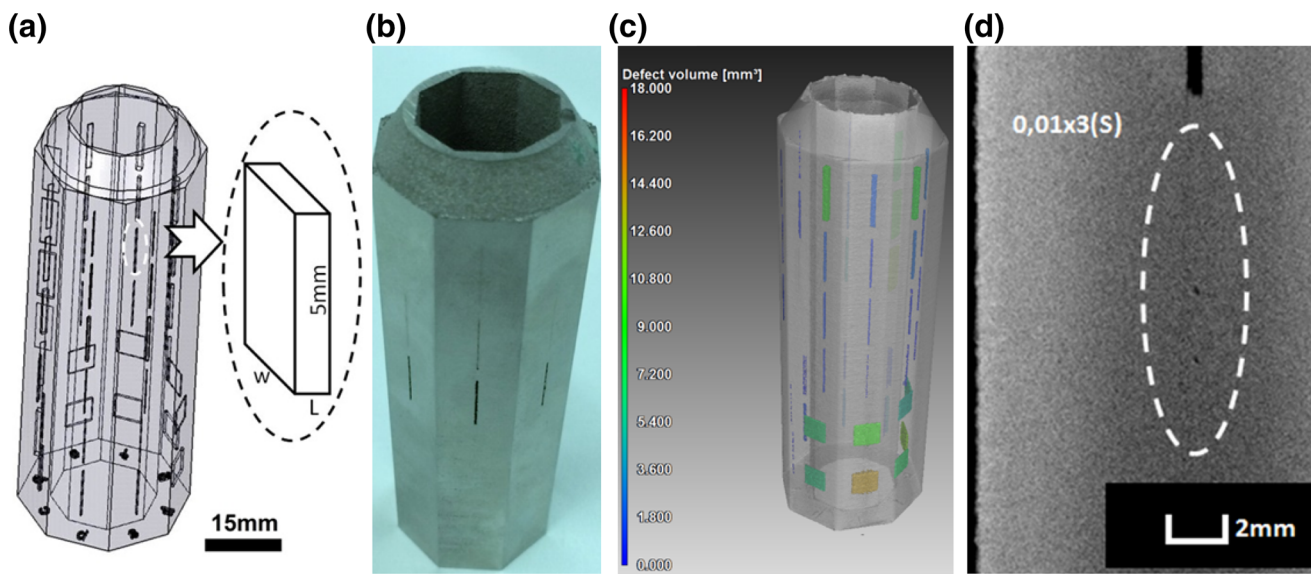 (a)
(b)
(c)
(d)
5mm
W
L
15mm
Defect volume [mm³]
18.000
16.200
14.400
12.600
10.800
9.000
7.200
5.400
3.600
1.800
0.000
0,01x3(S)
2mm